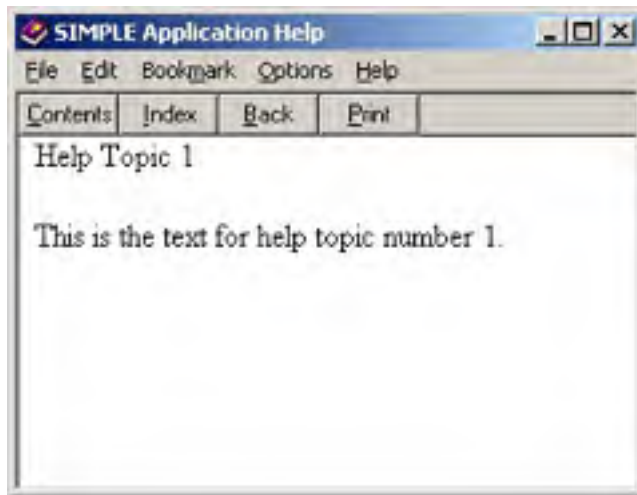 SIMPLE Application Help
File Edit Bookmark Options Help
Contents Index Back Print
Help Topic 1
This is the text for help topic number 1.